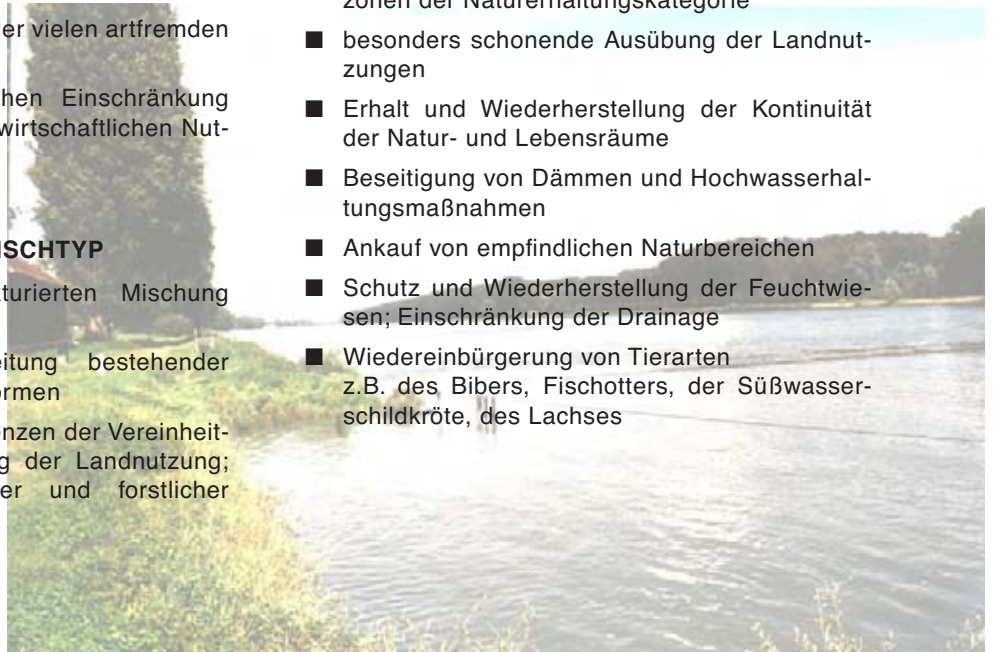 er vielen artfremden
hen Einschränkung
wirtschaftlichen Nut-
SCHTYP
turierten Mischung
itung bestehender
ormen
nzen der Vereinheit-
g der Landnutzung;
er und forstlicher
zonen der Naturerhaltungskategorie
■ besonders schonende Ausübung der Landnut-
zungen
■ Erhalt und Wiederherstellung der Kontinuität
der Natur- und Lebensräume
■ Beseitigung von Dämmen und Hochwasserhal-
tungsmaßnahmen
■ Ankauf von empfindlichen Naturbereichen
■ Schutz und Wiederherstellung der Feuchtwie-
sen; Einschränkung der Drainage
■ Wiedereinbürgerung von Tierarten
z.B. des Bibers, Fischotters, der Süßwasser-
schildkröte, des Lachses